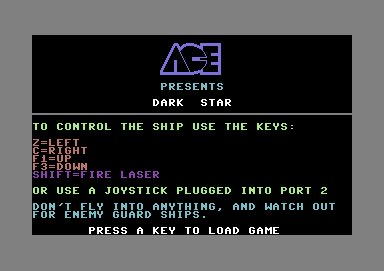 ACE
PRESENTS
DARK STAR
TO CONTROL THE SHIP USE THE KEYS:
Z=LEFT
C=RIGHT
F1=UP
F3=DOWN
SHIFT=FIRE LASER
OR USE A JOYSTICK PLUGGED INTO PORT 2
DON'T FLY INTO ANYTHING, AND WATCH OUT
FOR ENEMY GUARD SHIPS.
PRESS A KEY TO LOAD GAME